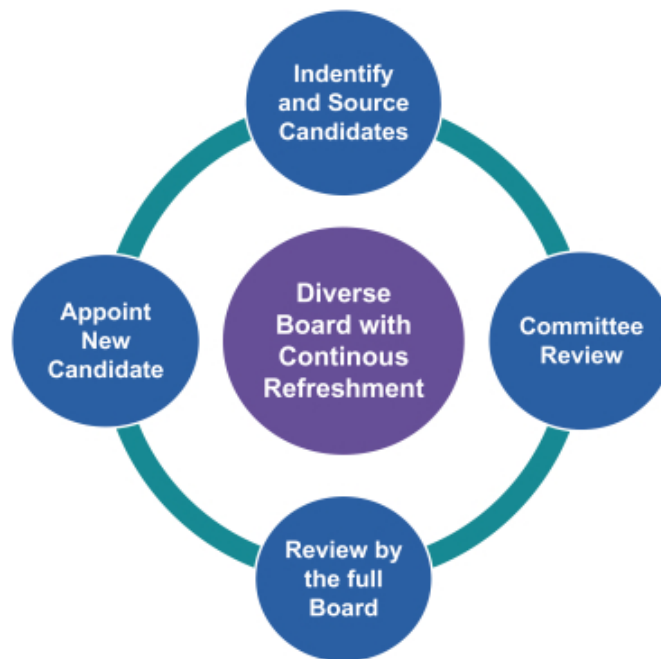 Indentify
and Source
Candidates
Diverse
Board with
Continous
Refreshment
Appoint
New
Candidate
Committee
Review
Review by
the full
Board